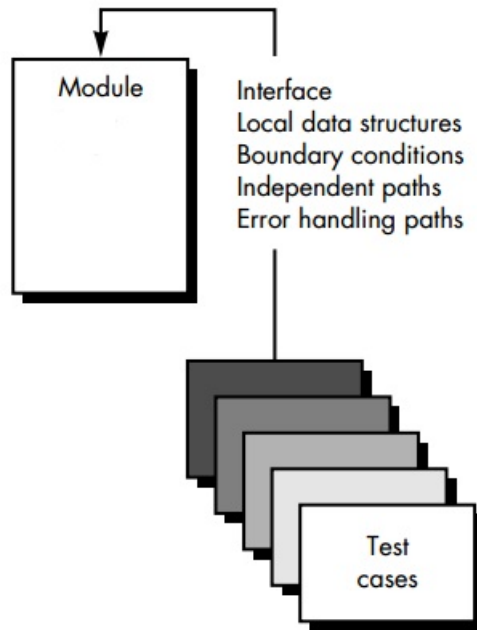 Module
Interface
Local data structures
Boundary conditions
Independent paths
Error handling paths
Test
cases